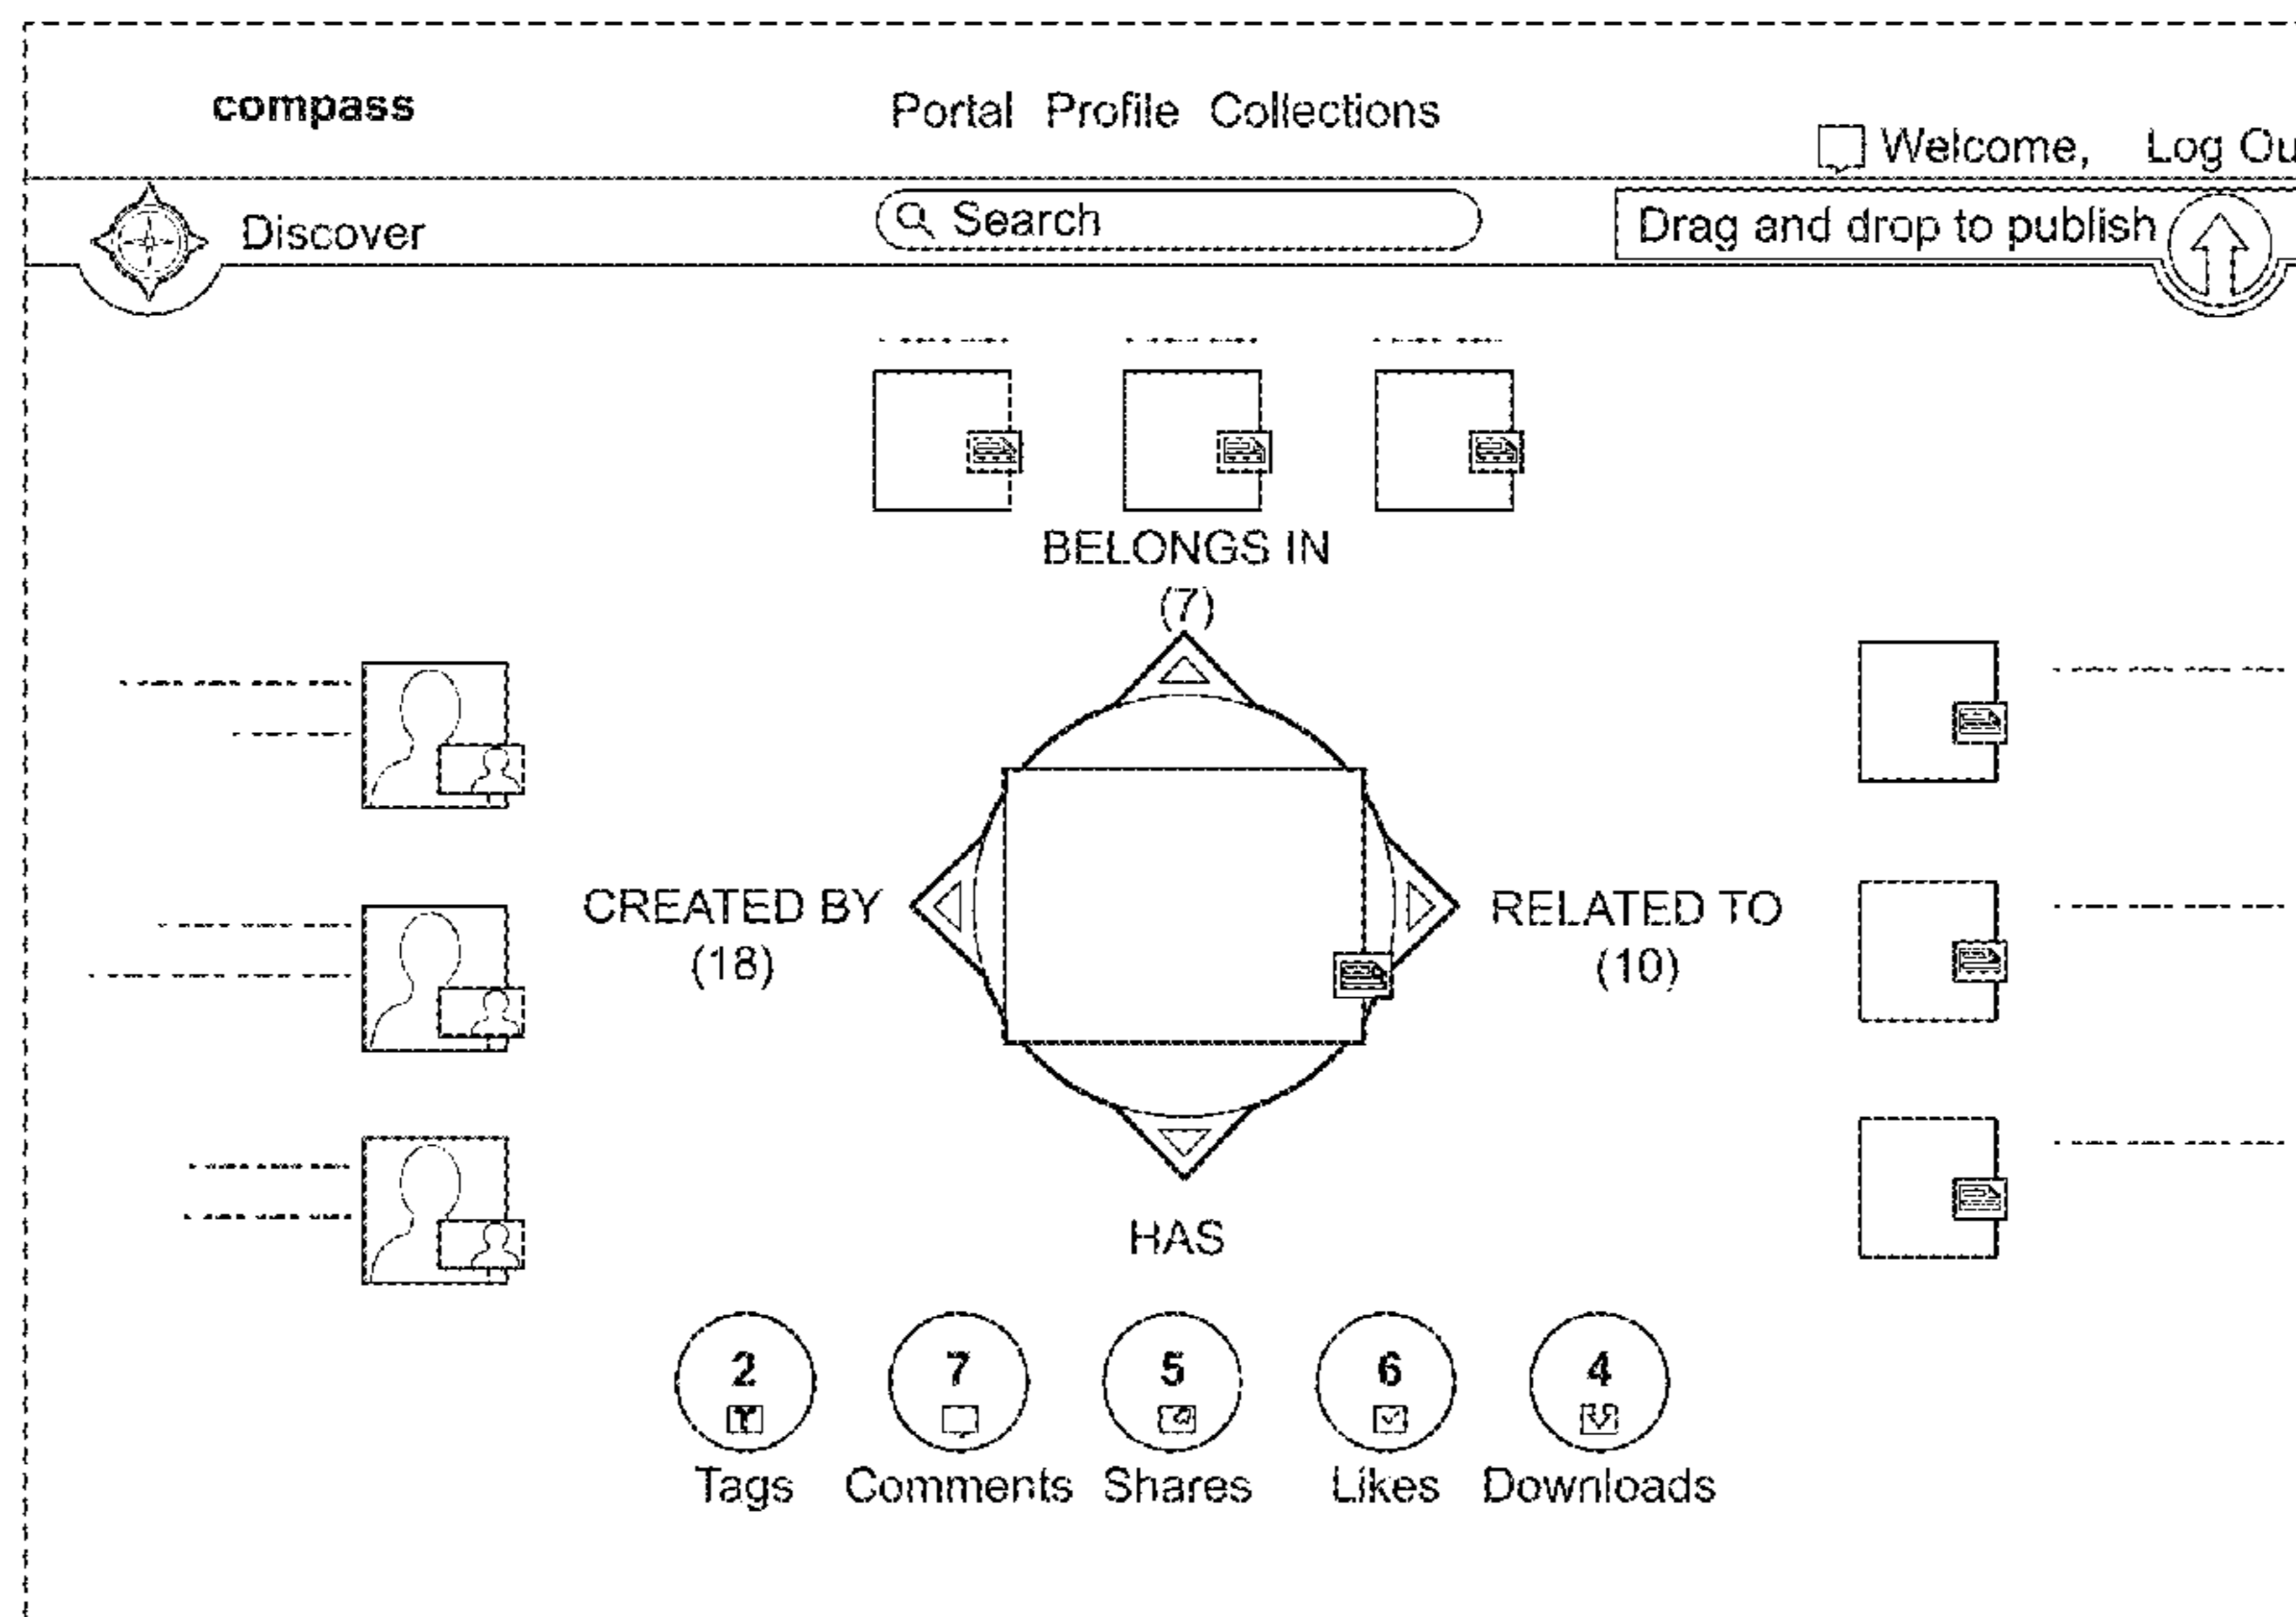 compass
Portal Profile Collections
Welcome, Log Ou
Discover
Search
Drag and drop to publish
BELONGS IN
(7)
CREATED BY
(18)
RELATED TO
(10)
HAS
2 7 5 6 4
T
Tags Comments Shares Likes Downloads